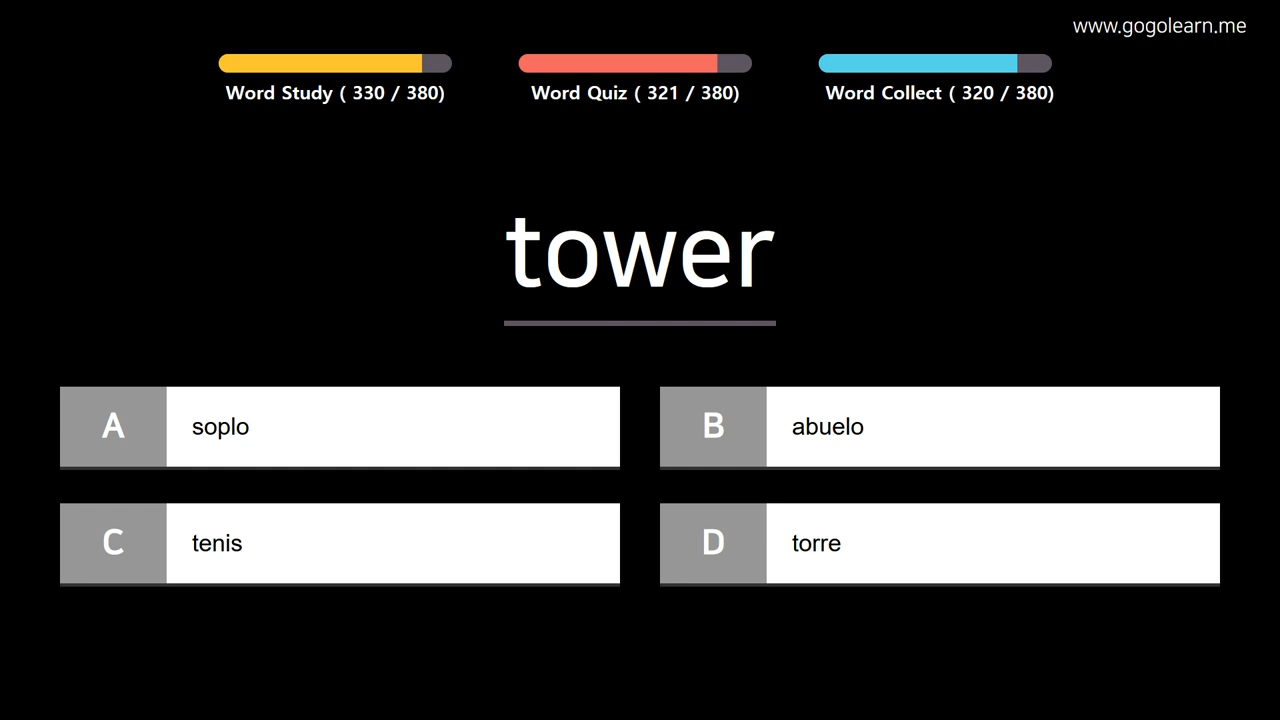 www.gogolearn.me
Word Study ( 330 / 380)
Word Quiz ( 321 / 380)
Word Collect ( 320 / 380)
tower
A soplo
B abuelo
C tenis
D torre